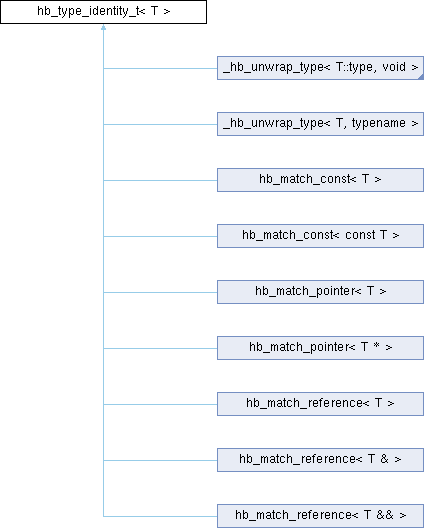 hb_type_identity_t< T >
_hb_unwrap_type< T::type, void >
_hb_unwrap_type< T, typename >
hb_match_const< T >
hb_match_const< const T >
hb_match_pointer< T >
hb_match_pointer< T * >
hb_match_reference< T >
hb_match_reference< T & >
hb_match_reference< T && >